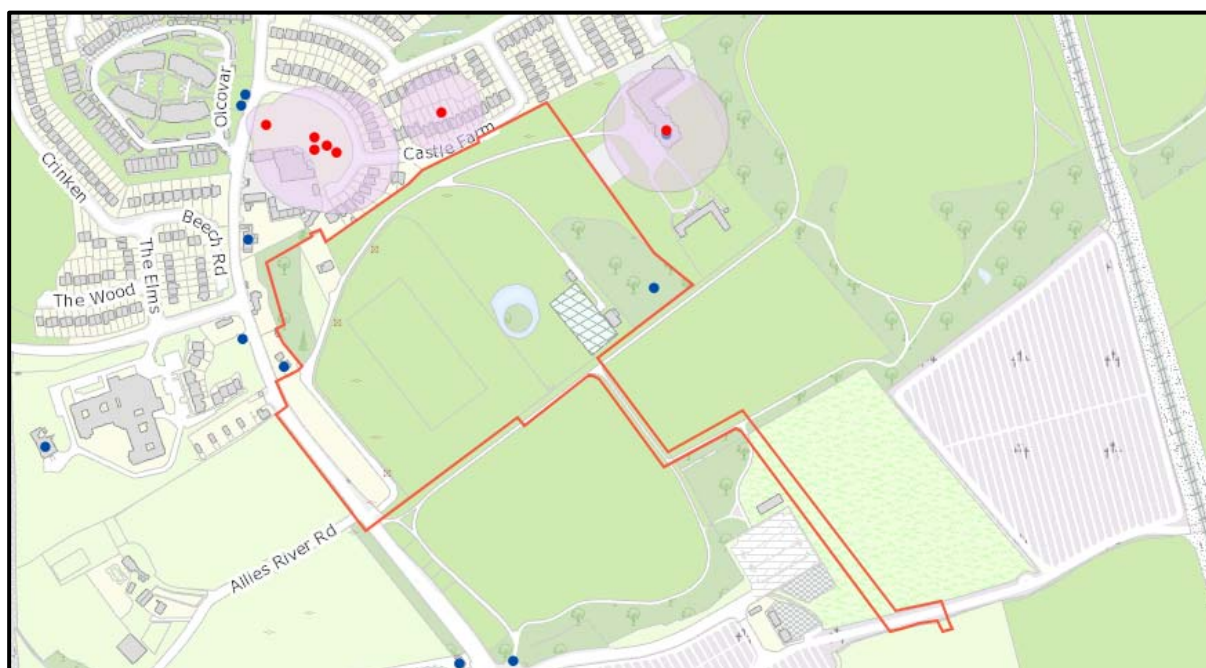 Olcovar
Castle Farm
Crinken
Beech Rd
The Elms
The Wood
Allies River Rd